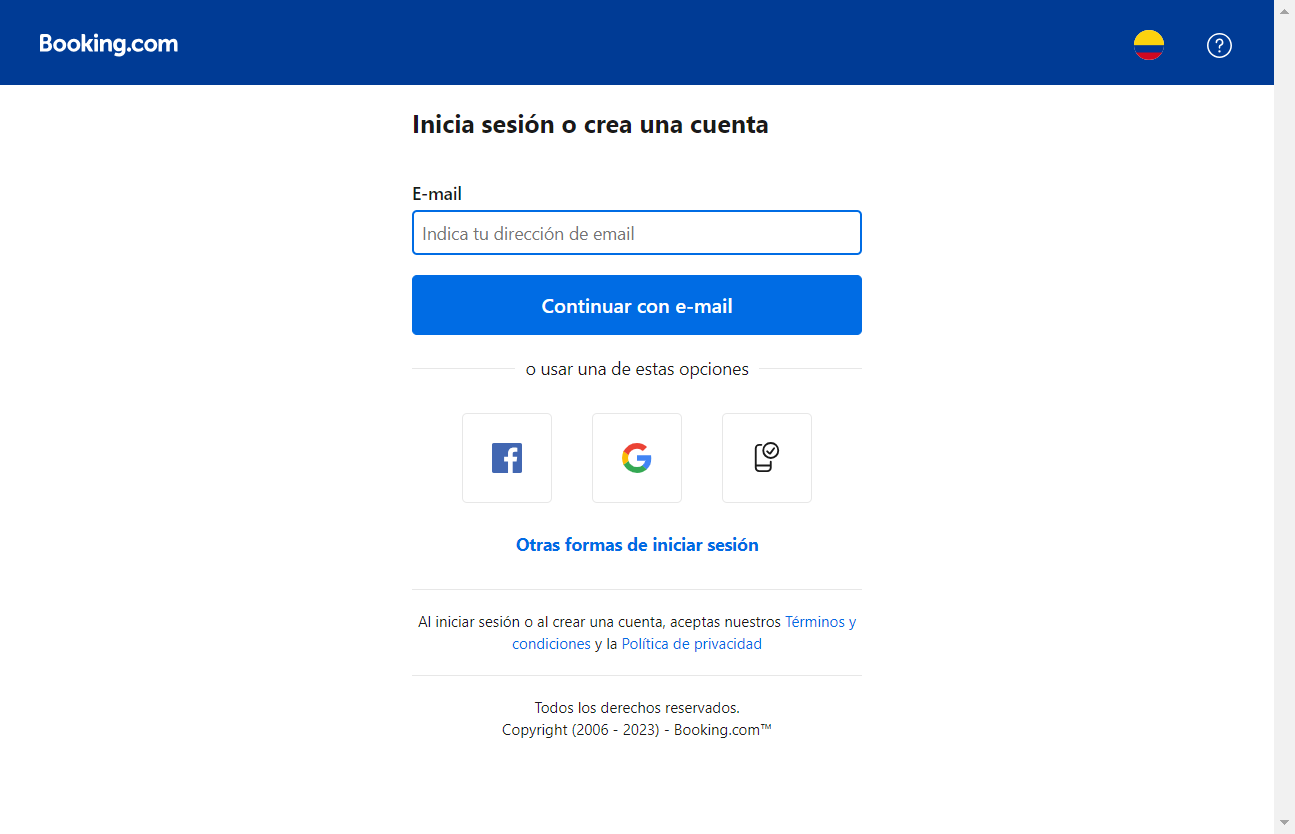 Booking.com
Inicia sesión o crea una cuenta
E-mail
Indica tu dirección de email
Continuar con e-mail
o usar una de estas opciones
Otras formas de iniciar sesión
Al iniciar sesión o al crear una cuenta, aceptas nuestros Términos y
condiciones y la Política de privacidad
Todos los derechos reservados.
Copyright (2006 - 2023) - Booking.com™